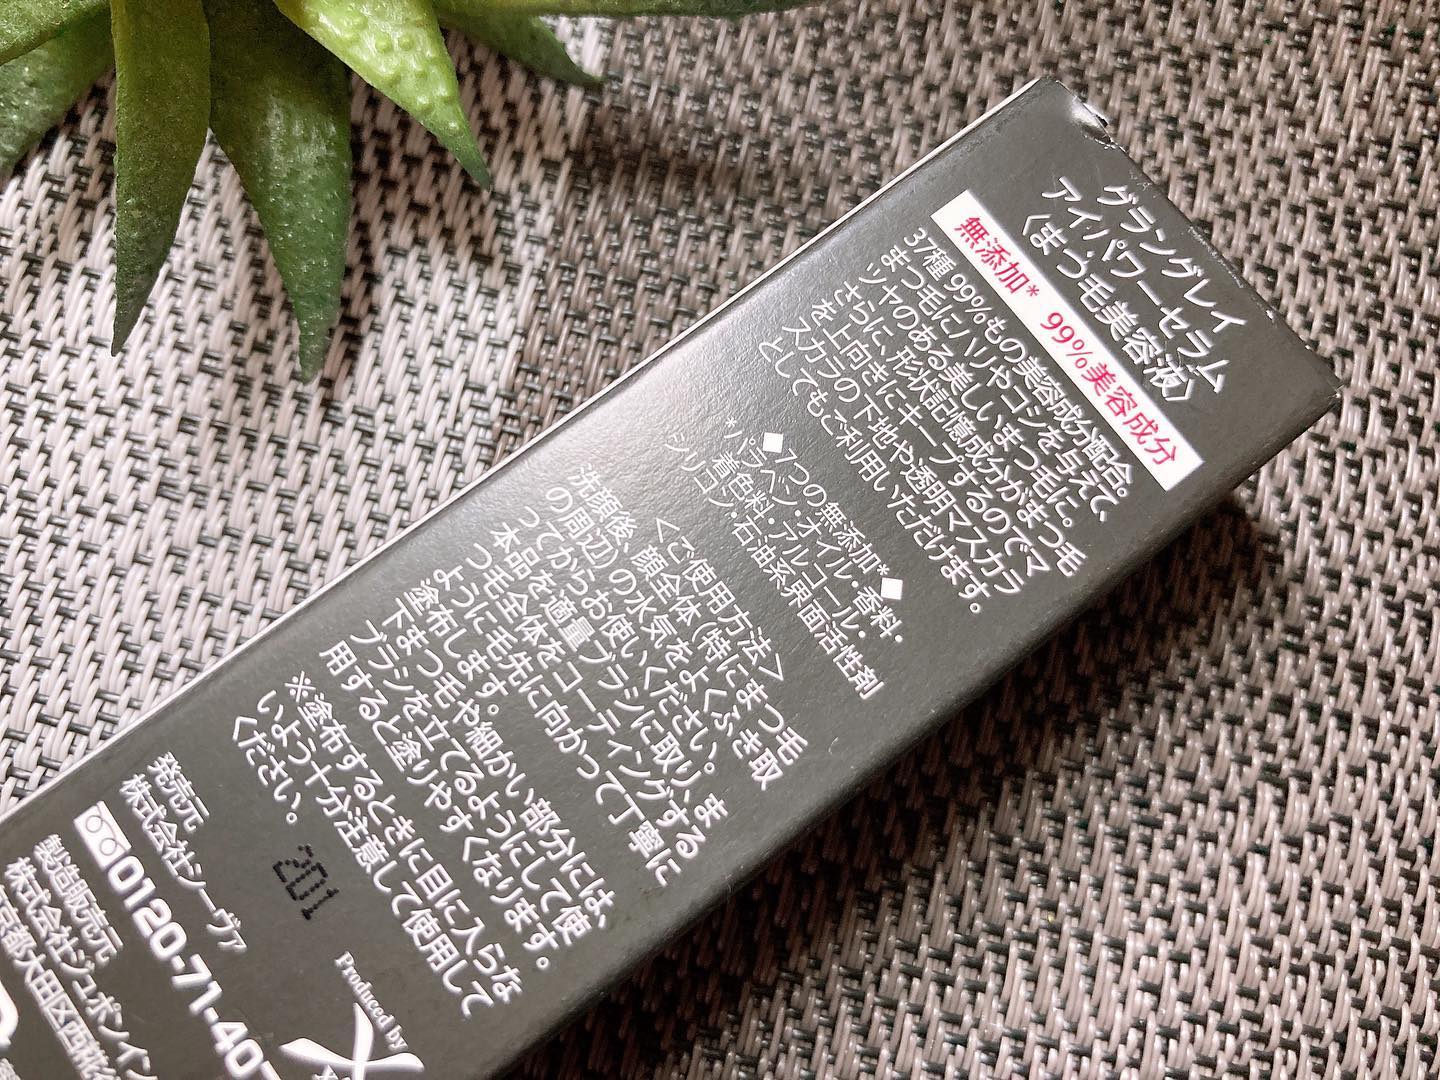 グラングレイ
アイパワーセラム
〈まつ毛美容液〉
無添加* 99%美容成分
37種99%もの美容成分配合。
まつ毛にハリやコシを与えて、
ツヤのある美しいまつ毛に。
さらに、形状記憶成分がまつ毛
を上向きにキープするのでマ
スカラの下地や透明マスカラ
としてもご利用いただけます。
◆7つの無添加*◆
*パラベン・オイル・香料・
着色料・アルコール・
シリコン・石油系界面活性剤
<ご使用方法>
洗顔後、顔全体(特にまつ毛
の周辺)の水気をよくふき取
ってからお使いください。
本品を適量ブラシに取り、ま
つ毛全体をコーティングする
ように毛先に向かって丁寧に
塗布します。
下まつ毛や細かい部分には、
ブラシを立てるようにして使
用すると塗りやすくなります。
※塗布するときに目に入らな
いよう十分注意して使用して
ください。
201
発売元
株式会社シーヴァ
0120-71-40
製造販売元
株式会社ジュポンイン
京都大田区西糀谷
Produced by
X